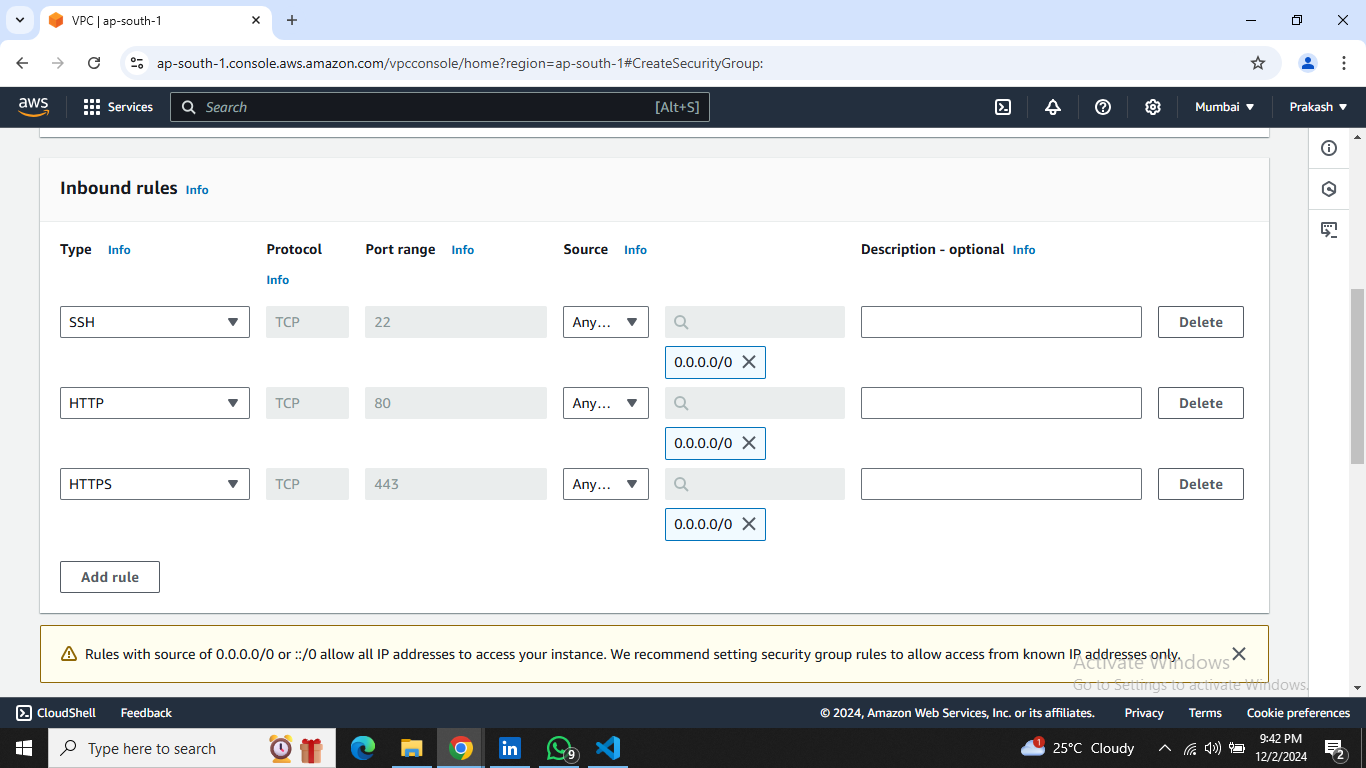 VPC | ap-south-1
ap-south-1.console.aws.amazon.com/vpcconsole/home?region=ap-south-1#CreateSecurityGroup:
aws Services Search [Alt+S] Mumbai Prakash
Inbound rules Info
Type Info Protocol Info Port range Info Source Info Description - optional Info
SSH TCP 22 Any... Delete
0.0.0.0/0
HTTP TCP 80 Any... Delete
0.0.0.0/0
HTTPS TCP 443 Any... Delete
0.0.0.0/0
Add rule
Rules with source of 0.0.0.0/0 or ::/0 allow all IP addresses to access your instance. We recommend setting security group rules to allow access from known IP addresses only.
Activate Windows
Go to Settings to activate Windows.
CloudShell Feedback © 2024, Amazon Web Services, Inc. or its affiliates. Privacy Terms Cookie preferences
Type here to search in 9 1 25°C Cloudy 9:42 PM 2
12/2/2024